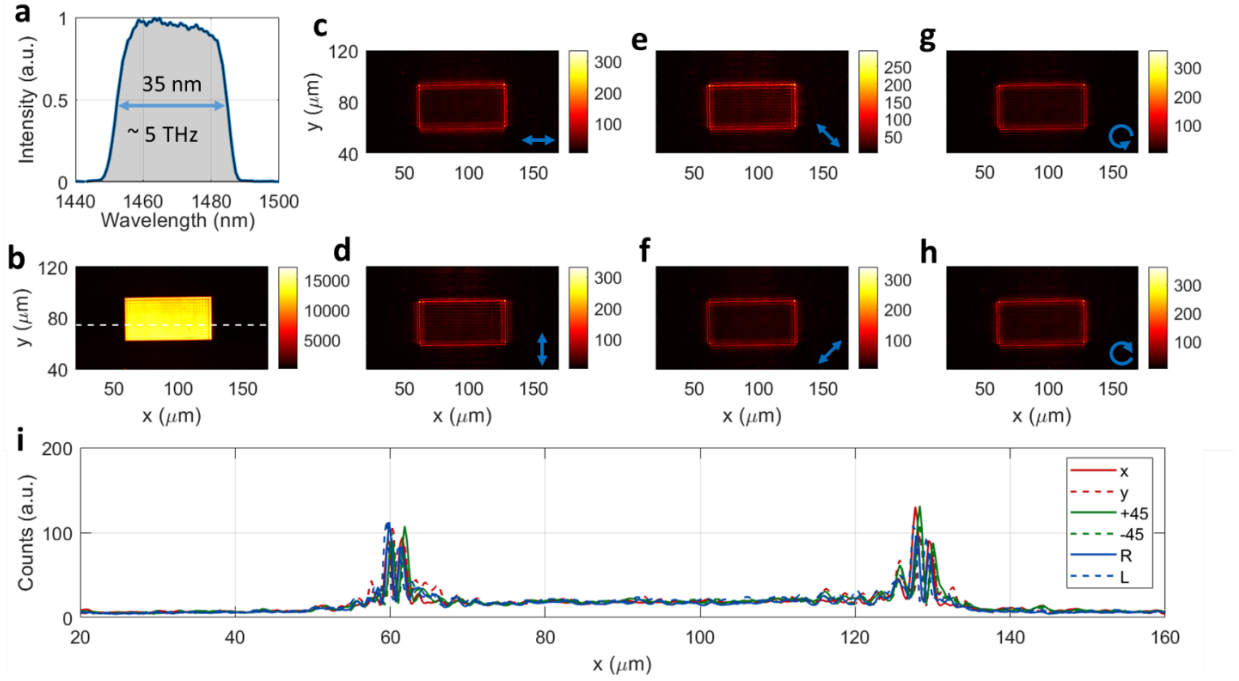 a
1
0.5
0
Intensity (a.u.)
35 nm
~ 5 THz
1440 1460 1480 1500
Wavelength (nm)
b
120
80
40
y (μm)
50 100 150
x (μm)
15000
10000
5000
c
120
80
40
y (μm)
50 100 150
300
200
100
d
50 100 150
x (μm)
300
200
100
e
50 100 150
250
200
150
100
50
f
50 100 150
x (μm)
300
200
100
g
50 100 150
300
200
100
h
50 100 150
x (μm)
300
200
100
i
200
100
0
Counts (a.u.)
x
y
+45
-45
R
L
20 40 60 80 100 120 140 160
x (μm)